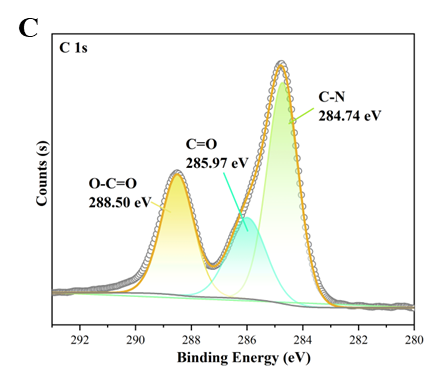 C
C 1s
C-N
284.74 eV
C=O
285.97 eV
O-C=O
288.50 eV
Counts (s)
292
290
288
286
284
282
280
Binding Energy (eV)